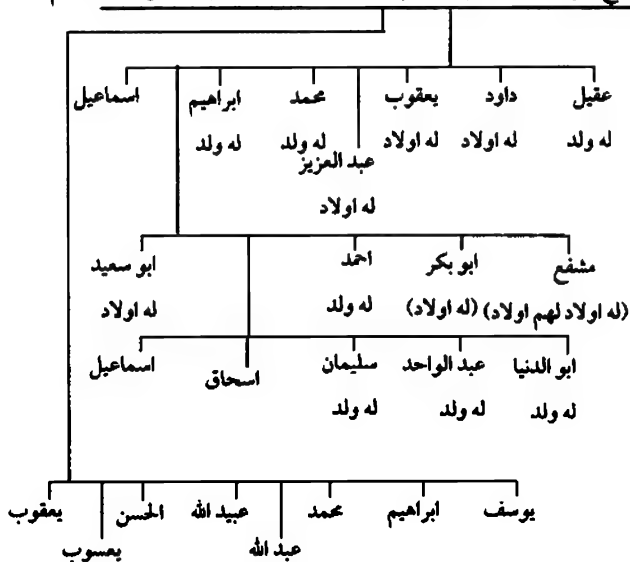 عقيل داود يعقوب محمد ابراهيم اسماعيل
له ولد له اولاد له اولاد له ولد له ولد
عبد العزيز
له اولاد
مشفع ابو بكر احمد ابو سعيد
(له اولاد لهم اولاد) (له اولاد) له ولد له اولاد
ابو الدنيا عبد الواحد سليمان اسحاق اسماعيل
له ولد له ولد له ولد
يوسف ابراهيم محمد عبيد الله الحسن يعقوب
عبد الله يعسوب